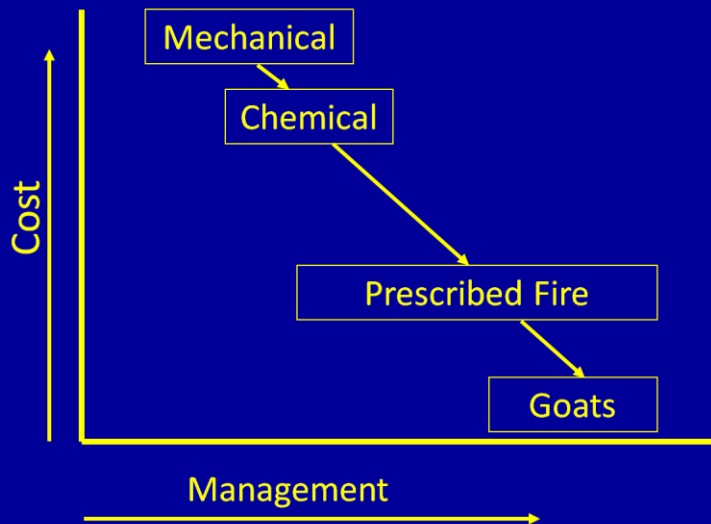 Mechanical
Chemical
Cost
Prescribed Fire
Goats
Management